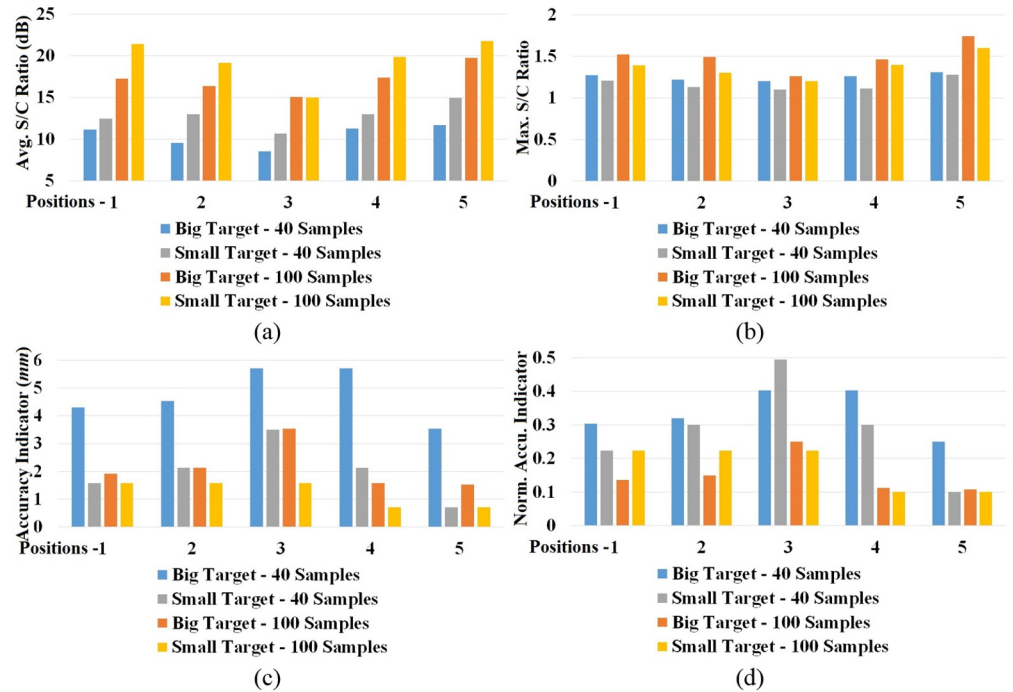 Avg. S/C Ratio (dB)
25
20
15
10
5
Positions - 1 2 3 4 5
Big Target - 40 Samples
Small Target - 40 Samples
Big Target - 100 Samples
Small Target - 100 Samples
(a)
Max. S/C Ratio
2
1.5
1
0.5
0
Positions - 1 2 3 4 5
Big Target - 40 Samples
Small Target - 40 Samples
Big Target - 100 Samples
Small Target - 100 Samples
(b)
Accuracy Indicator (mm)
6
5
4
3
2
1
0
Positions -1 2 3 4 5
Big Target - 40 Samples
Small Target - 40 Samples
Big Target - 100 Samples
Small Target - 100 Samples
(c)
Norm. Accu. Indicator
0.5
0.4
0.3
0.2
0.1
0
Positions -1 2 3 4 5
Big Target - 40 Samples
Small Target - 40 Samples
Big Target - 100 Samples
Small Target - 100 Samples
(d)